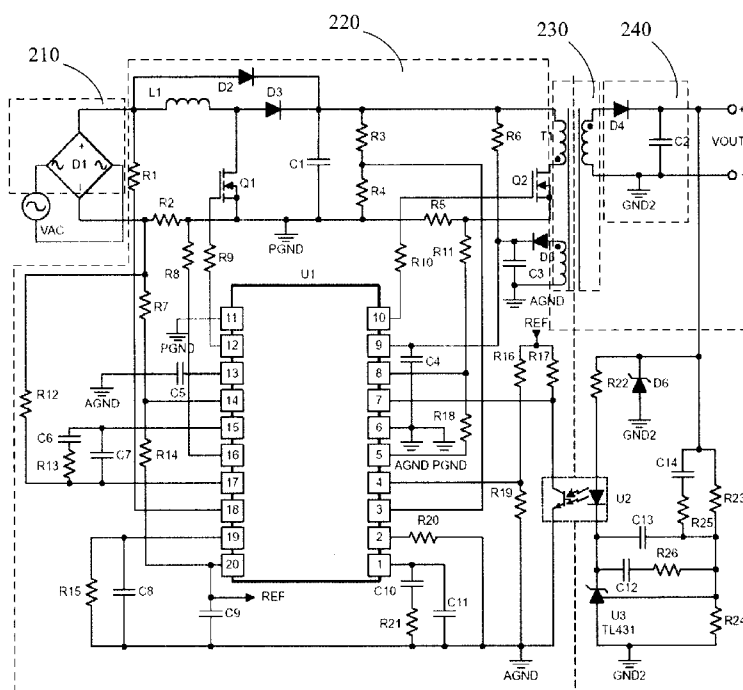 220
210
230
240
D2
L1
D3
T
D4
C2
VOUT
+
-
D1
R1
R3
R6
C1
Q1
R4
Q2
R2
R5
GND2
VAC
PGND
R8
R9
R11
R10
C3
AGND
R7
U1
REF
11
10
PGND
12
9
C4
R16
R17
R12
13
8
C5
AGND
R22
D6
14
7
GND2
C6
C7
R14
15
6
R18
AGND PGND
C14
R13
16
5
17
4
R19
U2
R23
18
3
C13
R25
19
2
R20
R26
R15
C8
20
1
C12
C9
REF
C10
C11
R21
U3
TL431
R24
AGND
GND2